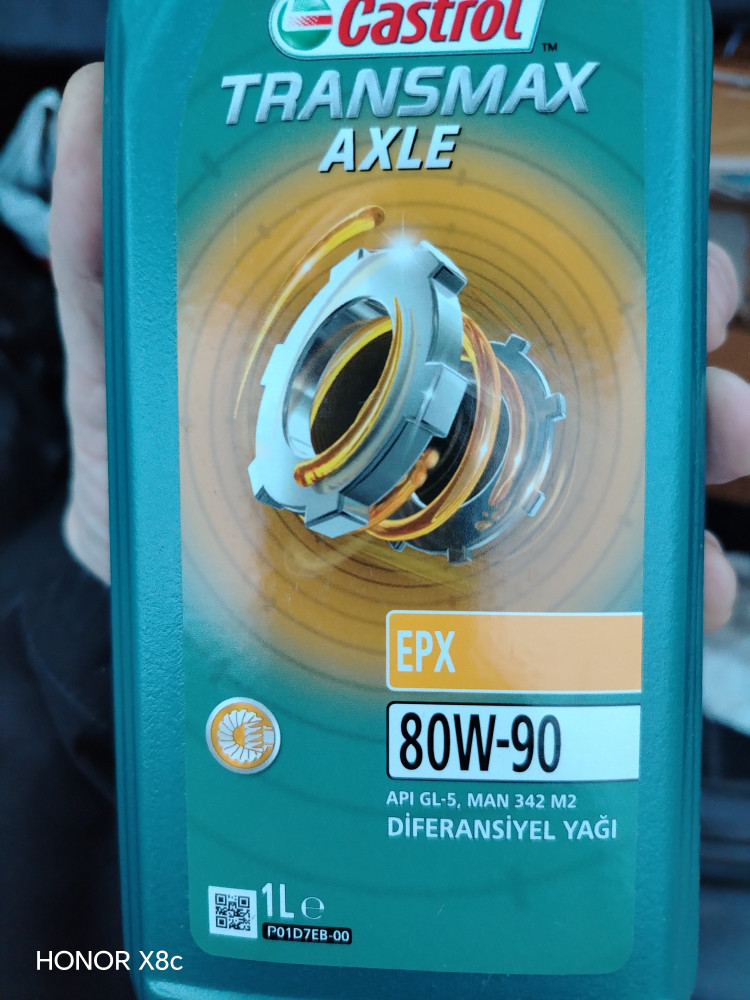 Castrol
TM
TRANSMAX
AXLE
EPX
80W-90
API GL-5, MAN 342 M2
DİFERANSİYEL YAĞI
1L e
P01D7EB-00
HONOR X8c